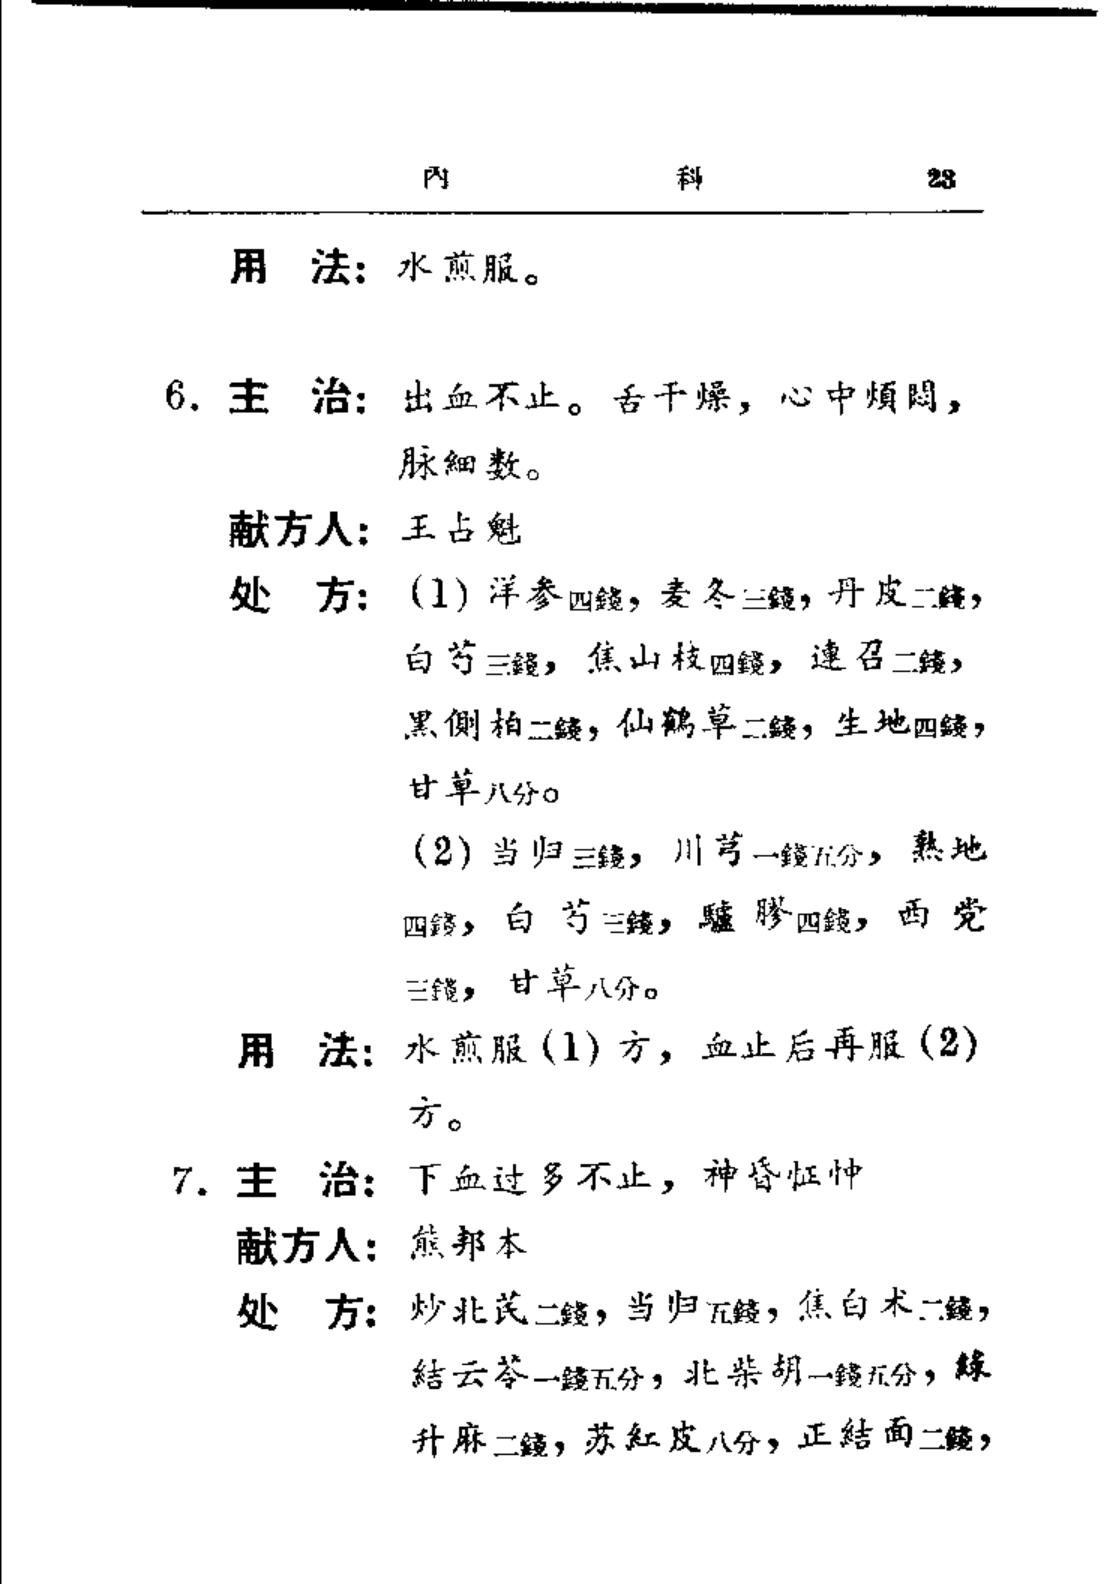 內 科 23
用 法：水煎服。
6. 主 治：出血不止。舌干燥，心中煩悶，
脉細数。
献方人：王占魁
处 方：(1)洋参四錢，麦冬三錢，丹皮二錢，
白芍三錢，焦山枝四錢，連召二錢，
黑側柏二錢，仙鶴草二錢，生地四錢，
甘草八分。
(2)当归三錢，川芎一錢五分，熟地
四錢，白芍三錢，驢膠四錢，西党
三錢，甘草八分。
用 法：水煎服(1)方，血止后再服(2)
方。
7. 主 治：下血过多不止，神昏怔忡
献方人：熊邦本
处 方：炒北芪二錢，当归五錢，焦白术二錢，
結云苓一錢五分，北柴胡一錢五分，綠
升麻二錢，苏紅皮八分，正結面二錢，